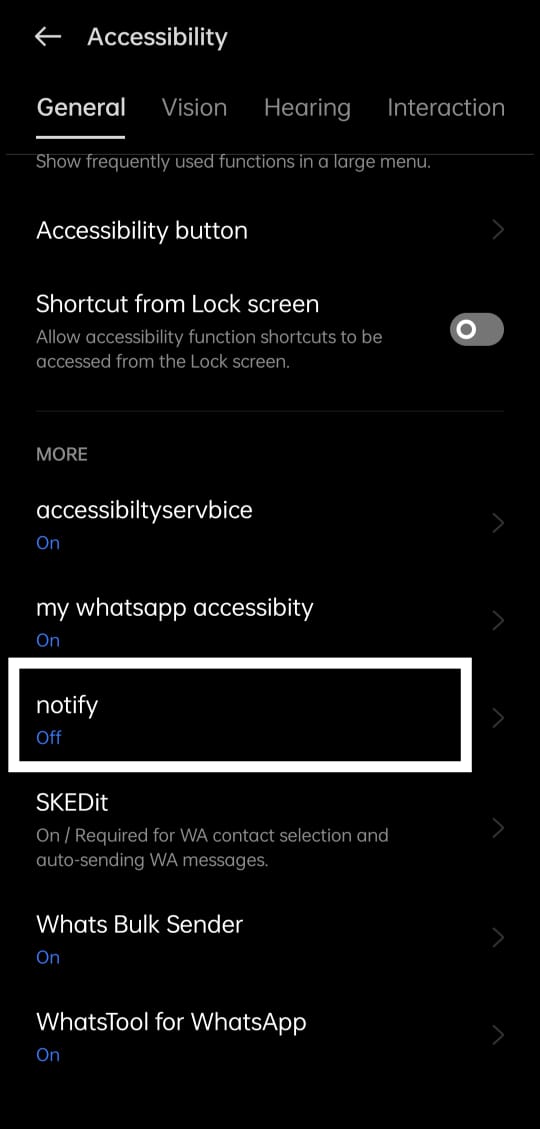 Accessibility
General Vision Hearing Interaction
Show frequently used functions in a large menu.
Accessibility button
Shortcut from Lock screen
Allow accessibility function shortcuts to be
accessed from the Lock screen.
MORE
accessibiltyservbice
On
my whatsapp accessibity
On
notify
Off
SKEDit
On / Required for WA contact selection and
auto-sending WA messages.
Whats Bulk Sender
On
WhatsTool for WhatsApp
On